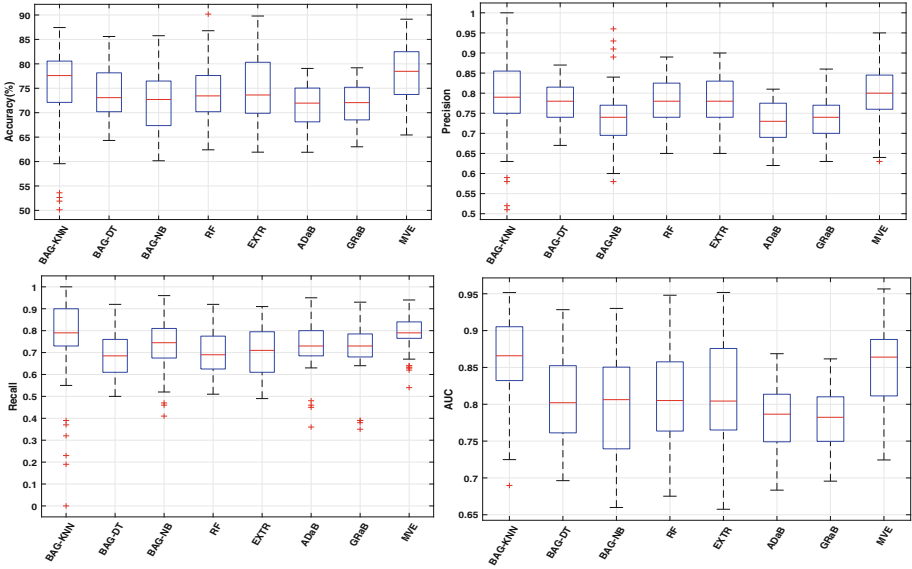 Accuracy(%)
90
85
80
75
70
65
60
55
50
BAG-KNN
BAG-DT
BAG-NB
RF
EXTR
ADaB
GRaB
MVE
Precision
1
0.95
0.9
0.85
0.8
0.75
0.7
0.65
0.6
0.55
0.5
BAG-KNN
BAG-DT
BAG-NB
RF
EXTR
ADaB
GRaB
MVE
Recall
1
0.9
0.8
0.7
0.6
0.5
0.4
0.3
0.2
0.1
0
BAG-KNN
BAG-DT
BAG-NB
RF
EXTR
ADaB
GRaB
MVE
AUC
0.95
0.9
0.85
0.8
0.75
0.7
0.65
BAG-KNN
BAG-DT
BAG-NB
RF
EXTR
ADaB
GRaB
MVE